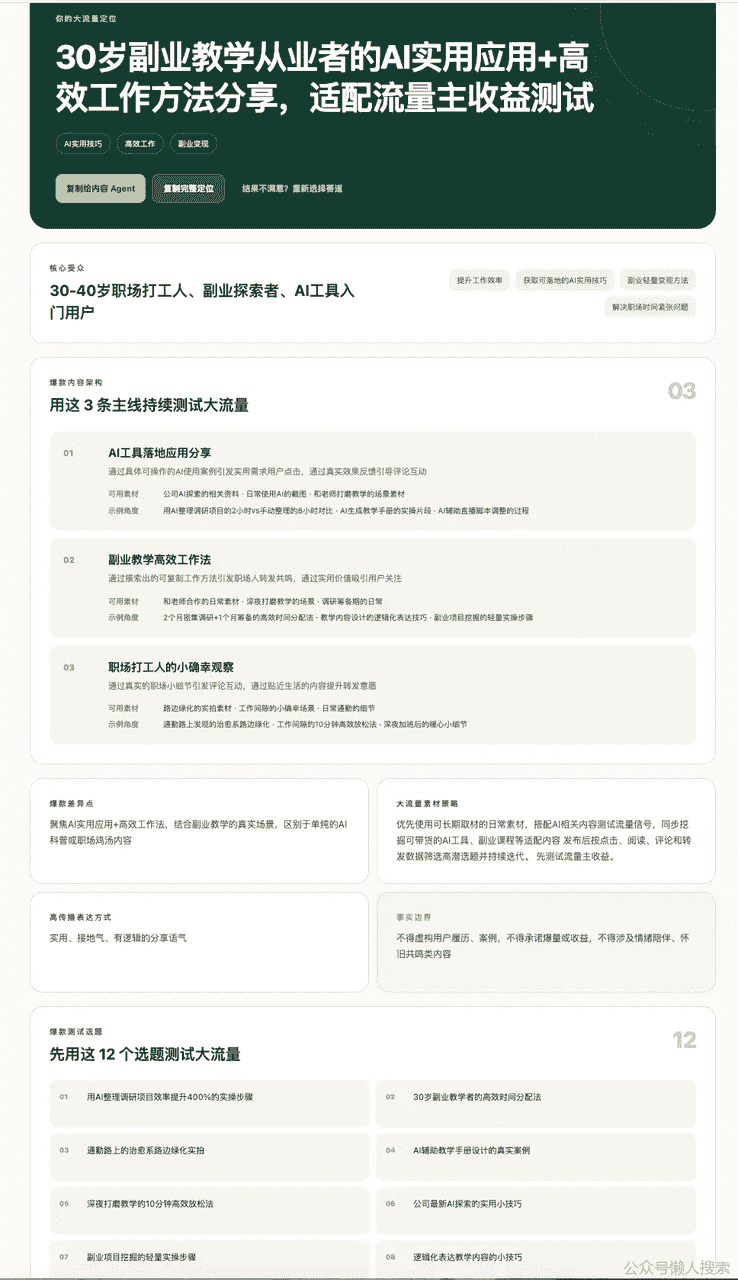 你的大流量定位
30岁副业教学从业者的AI实用应用+高
效工作方法分享，适配流量主收益测试
AI实用技巧
高效工作
副业变现
复制给内容 Agent
复制完整定位
结果不满意？重新选择赛道
核心受众
30-40岁职场打工人、副业探索者、AI工具入
门用户
提升工作效率
获取可落地的AI实用技巧
副业轻量变现方法
解决职场时间紧张问题
爆款内容架构
用这 3 条主线持续测试大流量
03
01
AI工具落地应用分享
通过具体可操作的AI使用案例引发实用需求用户点击，通过真实效果反馈引导评论互动
可用素材
公司AI探索的相关资料 · 日常使用AI的截图 · 和老师打磨教学的场景素材
示例角度
用AI整理调研项目的2小时vs手动整理的8小时对比 · AI生成教学手册的实操片段 · AI辅助直播脚本调整的过程
02
副业教学高效工作法
通过摸索出的可复制工作方法引发职场人转发共鸣，通过实用价值吸引用户关注
可用素材
和老师合作的日常素材 · 深夜打磨教学的场景 · 调研筹备期的日常
示例角度
2个月密集调研+1个月筹备的高效时间分配法 · 教学内容设计的逻辑化表达技巧 · 副业项目挖掘的轻量实操步骤
03
职场打工人的小确幸观察
通过真实的职场小细节引发评论互动，通过贴近生活的内容提升转发意愿
可用素材
路边绿化的实拍素材 · 工作间隙的小确幸场景 · 日常通勤的细节
示例角度
通勤路上发现的治愈系路边绿化 · 工作间隙的10分钟高效放松法 · 深夜加班后的暖心小细节
爆款差异点
聚焦AI实用应用+高效工作法，结合副业教学的真实场景，区别于单纯的AI
科普或职场鸡汤内容
大流量素材策略
优先使用可长期取材的日常素材，搭配AI相关内容测试流量信号，同步挖
掘可带货的AI工具、副业课程等适配内容 发布后按点击、阅读、评论和转
发数据筛选高潜选题并持续迭代。 先测试流量主收益。
高传播表达方式
实用、接地气、有逻辑的分享语气
事实边界
不得虚构用户履历、案例，不得承诺爆量或收益，不得涉及情绪陪伴、怀
旧共鸣类内容
爆款测试选题
先用这 12 个选题测试大流量
12
01
用AI整理调研项目效率提升400%的实操步骤
02
30岁副业教学者的高效时间分配法
03
通勤路上的治愈系路边绿化实拍
04
AI辅助教学手册设计的真实案例
05
深夜打磨教学的10分钟高效放松法
06
公司最新AI探索的实用小技巧
07
副业项目挖掘的轻量实操步骤
08
逻辑化表达教学内容的小技巧
公众号懒人搜索